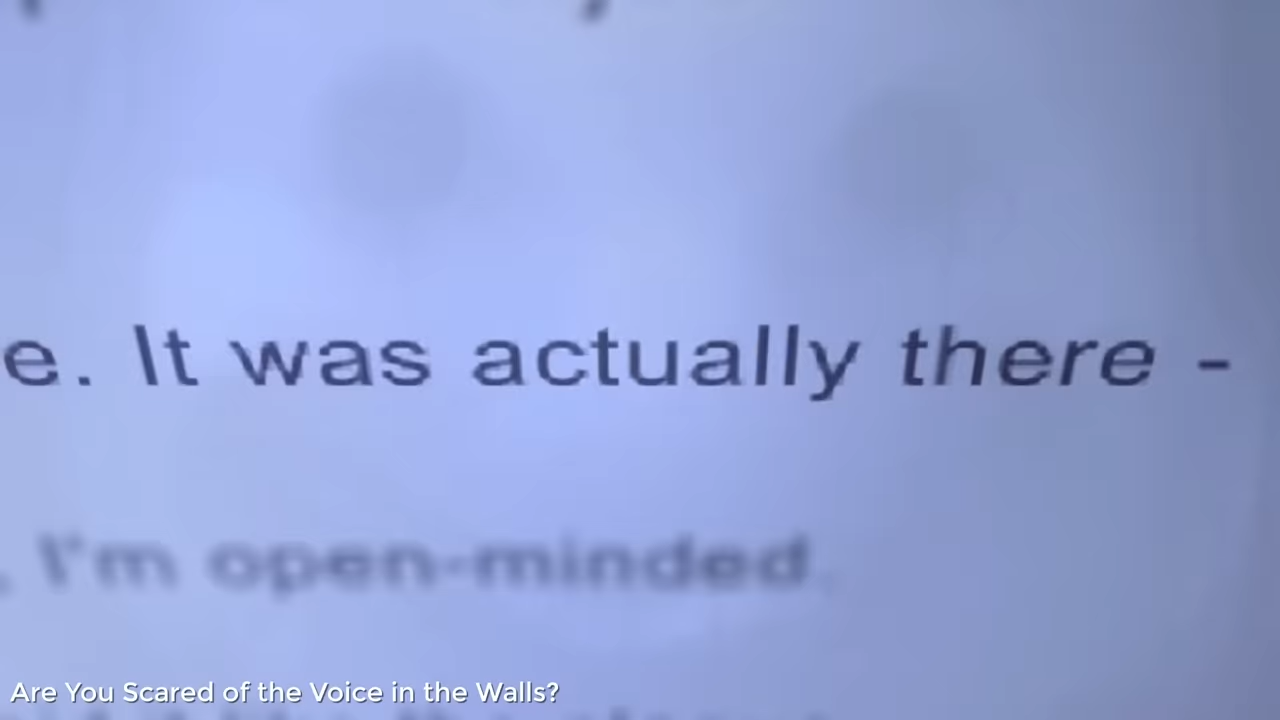 e. It was actually there -
I'm open-minded.
Are You Scared of the Voice in the Walls?